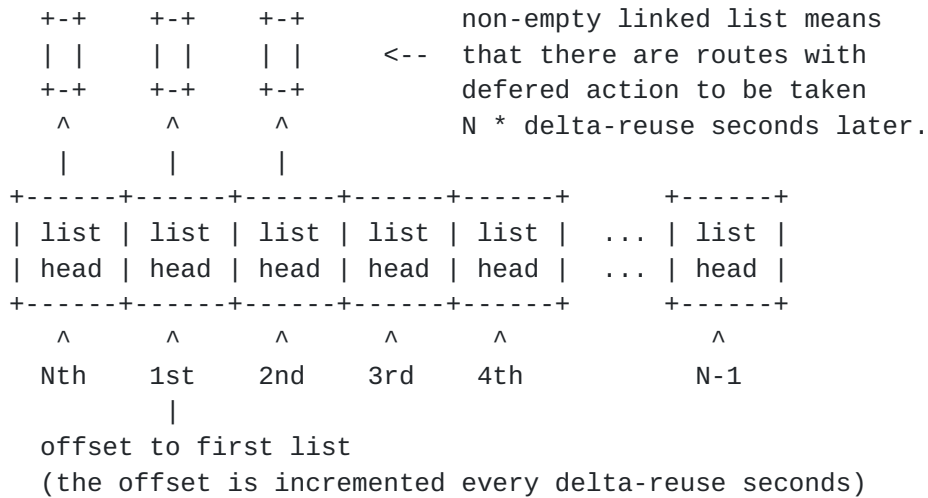 +-+    +-+    +-+          non-empty linked list means
| |    | |    | |     <--  that there are routes with
+-+    +-+    +-+          defered action to be taken
^      ^      ^           N * delta-reuse seconds later.
|      |      |
+------+------+------+------+------+      +------+
| list | list | list | list | list |  ... | list |
| head | head | head | head | head |  ... | head |
+------+------+------+------+------+      +------+
^      ^      ^      ^      ^             ^
Nth    1st    2nd    3rd    4th           N-1
|
offset to first list
(the offset is incremented every delta-reuse seconds)